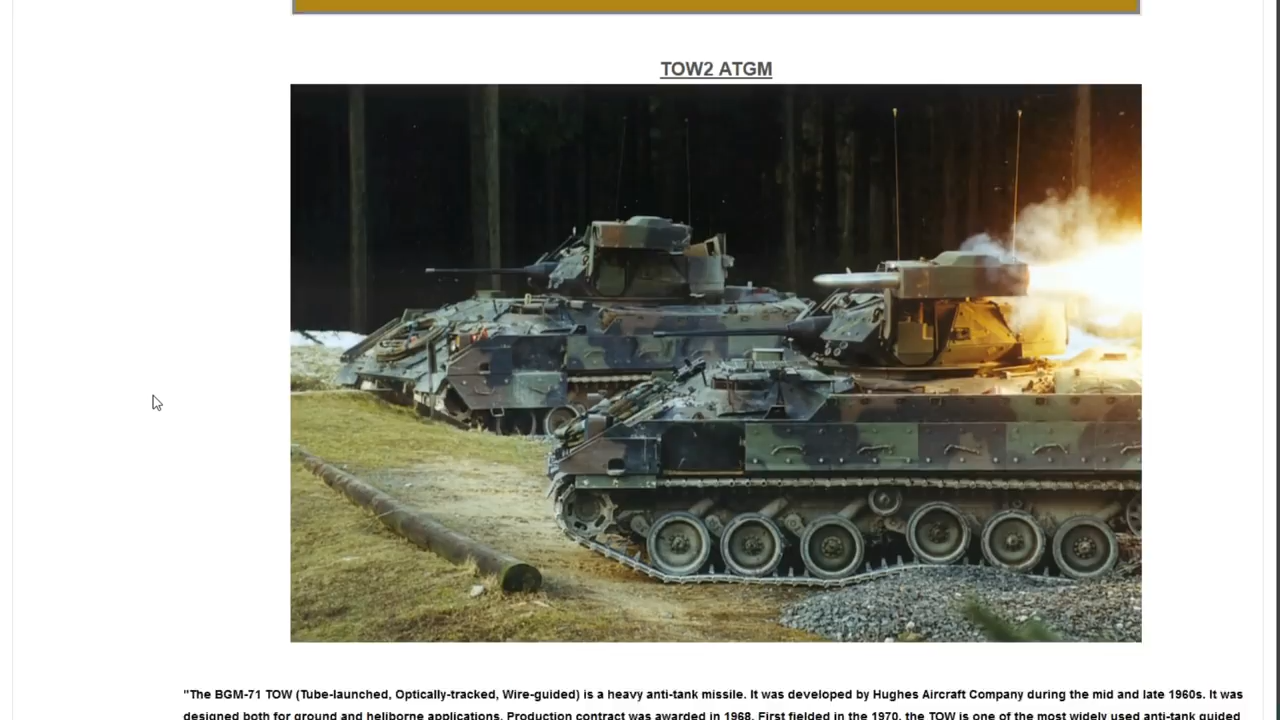 TOW2 ATGM
"The BGM-71 TOW (Tube-launched, Optically-tracked, Wire-guided) is a heavy anti-tank missile. It was developed by Hughes Aircraft Company during the mid and late 1960s. It was
designed both for ground and heliborne applications. Production contract was awarded in 1968. First fielded in the 1970, the TOW is one of the most widely used anti-tank guided